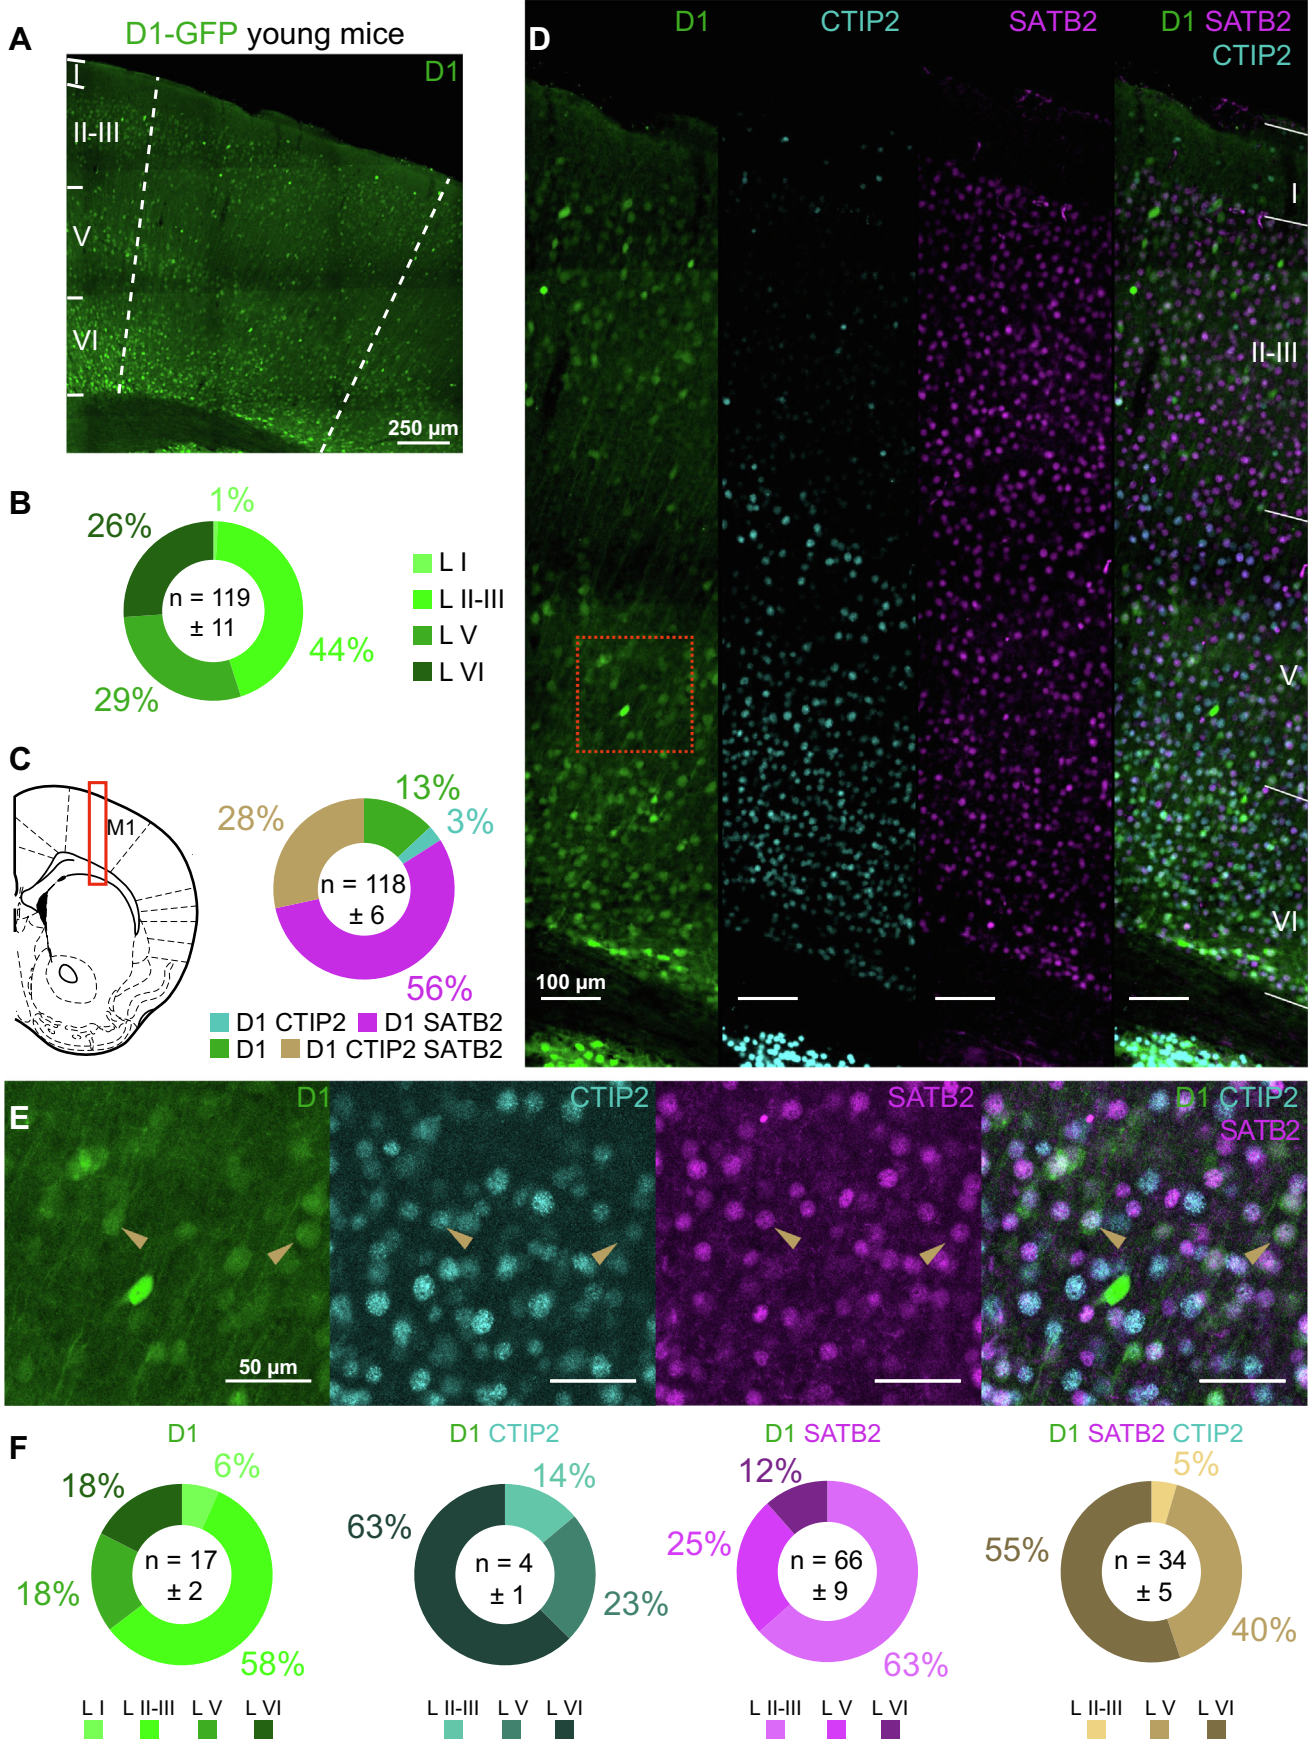 A
D1-GFP young mice
D1
I
II-III
V
VI
250 µm
B
1%
26%
n = 119
± 11
44%
29%
L I
L II-III
L V
L VI
C
M1
13%
3%
28%
n = 118
± 6
56%
D1 CTIP2 D1 SATB2
D1 D1 CTIP2 SATB2
D
D1
CTIP2
SATB2
D1 SATB2
CTIP2
I
II-III
V
VI
100 µm
E
D1
CTIP2
SATB2
D1 CTIP2
SATB2
50 µm
F
D1
6%
18%
n = 17
± 2
18%
58%
L I L II-III L V L VI
D1 CTIP2
14%
63%
n = 4
± 1
23%
L II-III L V L VI
D1 SATB2
12%
25%
n = 66
± 9
63%
L II-III L V L VI
D1 SATB2 CTIP2
5%
55%
n = 34
± 5
40%
L II-III L V L VI